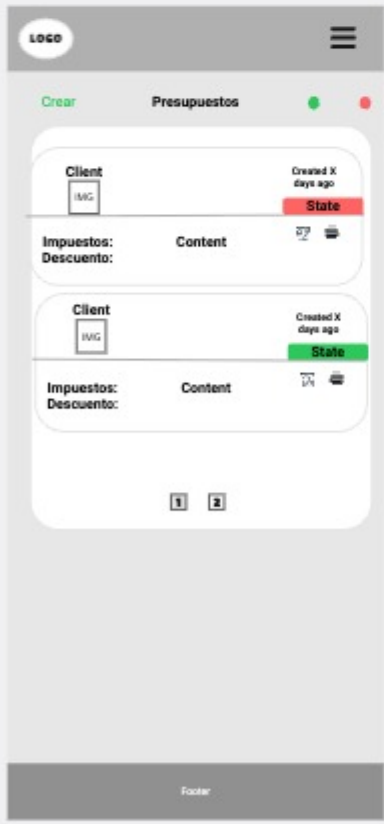 LOGO
Crear Presupuestos
Client
IMG
Created X
days ago
State
Impuestos:
Descuento:
Content
Client
IMG
Created X
days ago
State
Impuestos:
Descuento:
Content
1 2
Footer